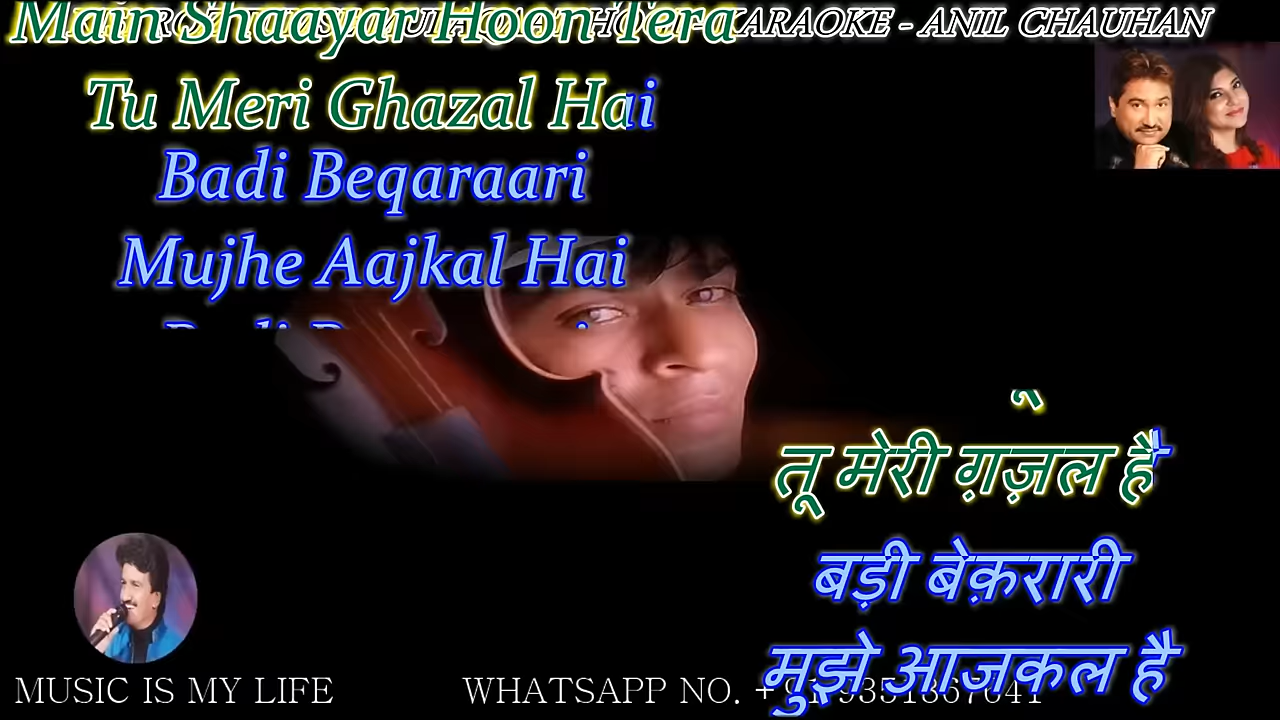 KARAOKE - ANIL CHAUHAN
Main Shaayar Hoon Tera
Tu Meri Ghazal Hai
Badi Beqaraari
Mujhe Aajkal Hai
तू मेरी ग़ज़ल है
बड़ी बेक़रारी
मुझे आजकल है
MUSIC IS MY LIFE
WHATSAPP NO.